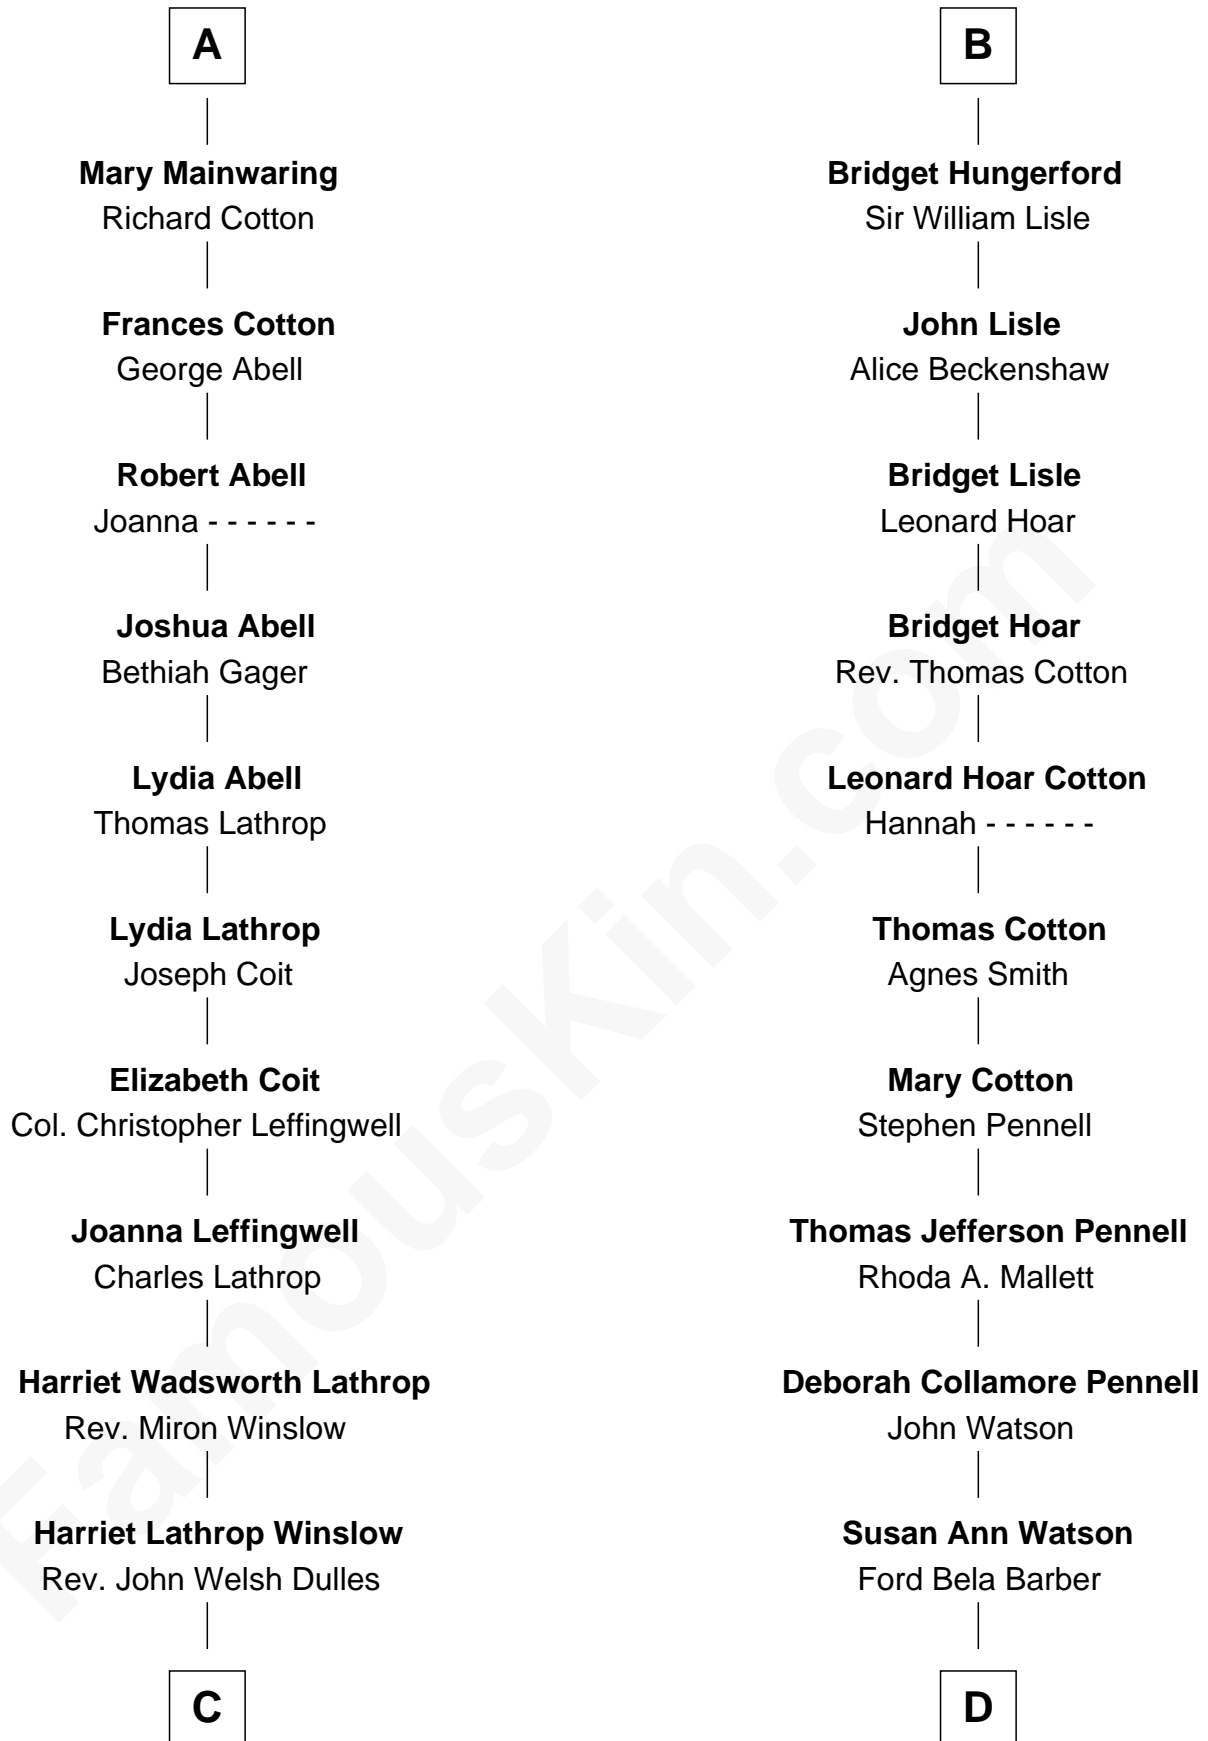 A
Mary Mainwaring
Richard Cotton
Frances Cotton
George Abell
Robert Abell
Joanna - - - - - -
Joshua Abell
Bethiah Gager
Lydia Abell
Thomas Lathrop
Lydia Lathrop
Joseph Coit
Elizabeth Coit
Col. Christopher Leffingwell
Joanna Leffingwell
Charles Lathrop
Harriet Wadsworth Lathrop
Rev. Miron Winslow
Harriet Lathrop Winslow
Rev. John Welsh Dulles
C
B
Bridget Hungerford
Sir William Lisle
John Lisle
Alice Beckenshaw
Bridget Lisle
Leonard Hoar
Bridget Hoar
Rev. Thomas Cotton
Leonard Hoar Cotton
Hannah - - - - - -
Thomas Cotton
Agnes Smith
Mary Cotton
Stephen Pennell
Thomas Jefferson Pennell
Rhoda A. Mallett
Deborah Collamore Pennell
John Watson
Susan Ann Watson
Ford Bela Barber
D
FamousKin.com